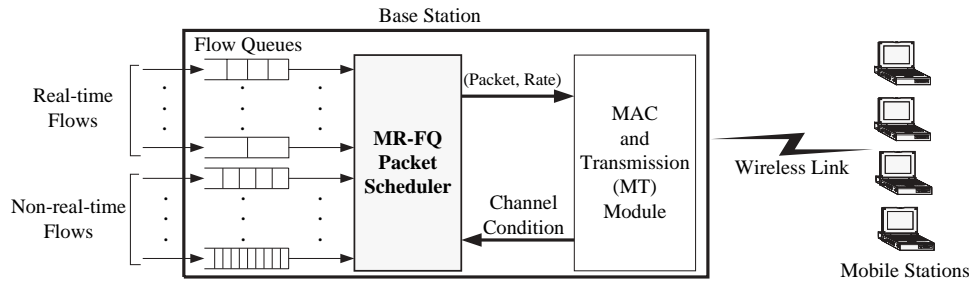 Base Station
Flow Queues
Real-time
Flows
Non-real-time
Flows
MR-FQ
Packet
Scheduler
(Packet, Rate)
Channel
Condition
MAC
and
Transmission
(MT)
Module
Wireless Link
Mobile Stations